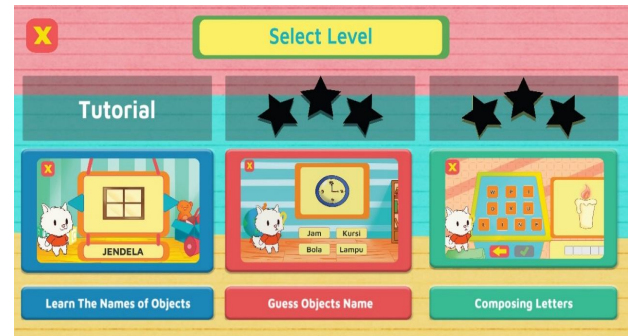 X
Select Level
Tutorial
X
JENDELA
X
Jam Kursi
Bola Lampu
X
Learn The Names of Objects
Guess Objects Name
Composing Letters